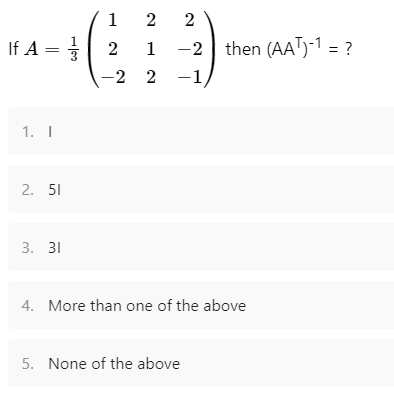 If A = \frac{1}{3} \begin{pmatrix} 1 & 2 & 2 \\ 2 & 1 & -2 \\ -2 & 2 & -1 \end{pmatrix} then (AA^T)^{-1} = ?
1. I
2. 5I
3. 3I
4. More than one of the above
5. None of the above